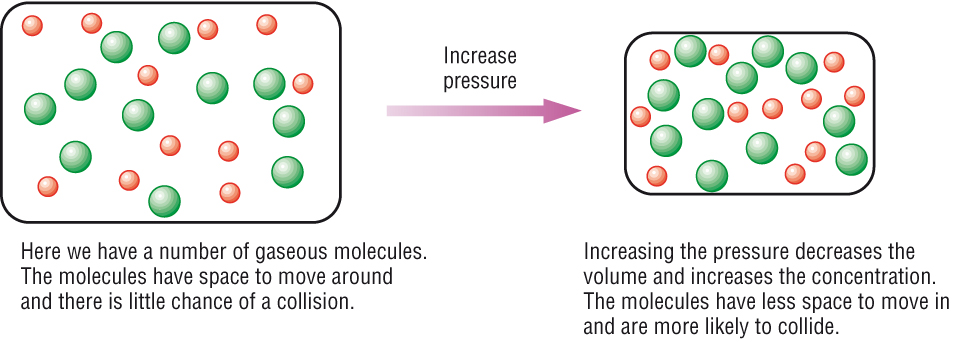 Increase
pressure
Here we have a number of gaseous molecules.
The molecules have space to move around
and there is little chance of a collision.
Increasing the pressure decreases the
volume and increases the concentration.
The molecules have less space to move in
and are more likely to collide.